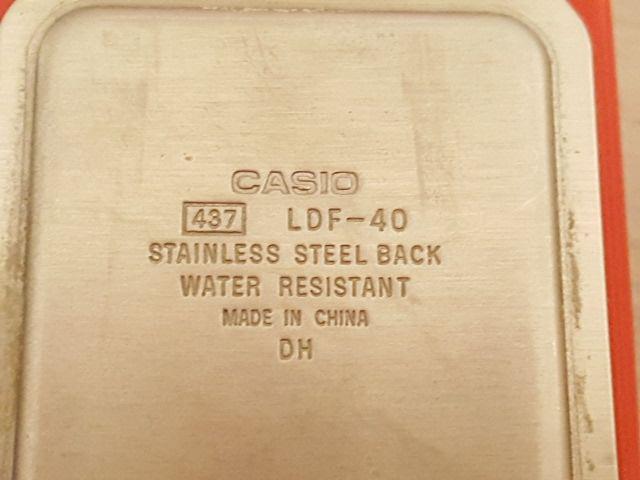 CASIO
437 LDF-40
STAINLESS STEEL BACK
WATER RESISTANT
MADE IN CHINA
DH